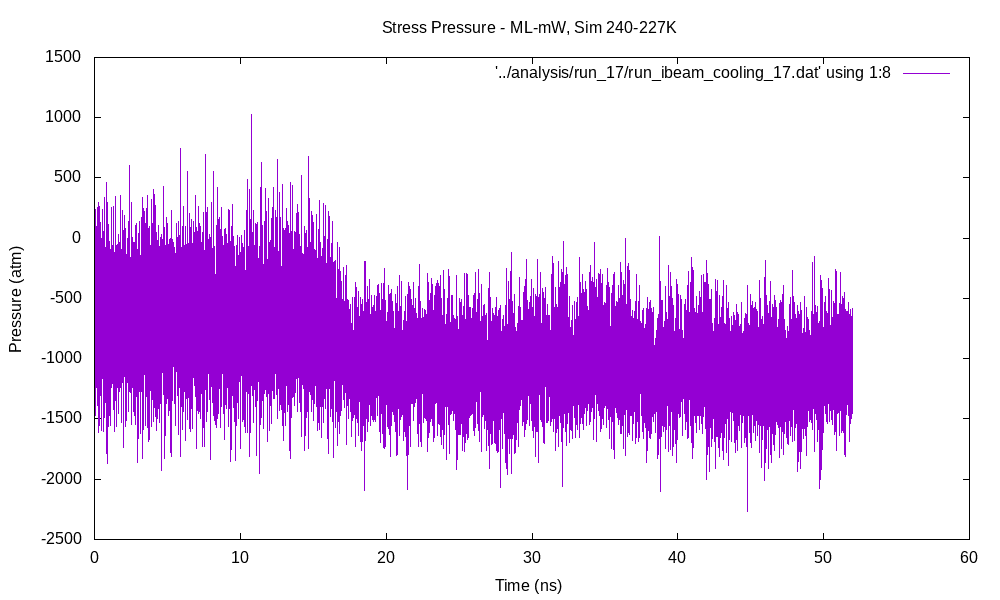 Stress Pressure - ML-mW, Sim 240-227K
'../analysis/run_17/run_ibeam_cooling_17.dat' using 1:8
1500
1000
500
0
-500
-1000
-1500
-2000
-2500
Pressure (atm)
0 10 20 30 40 50 60
Time (ns)